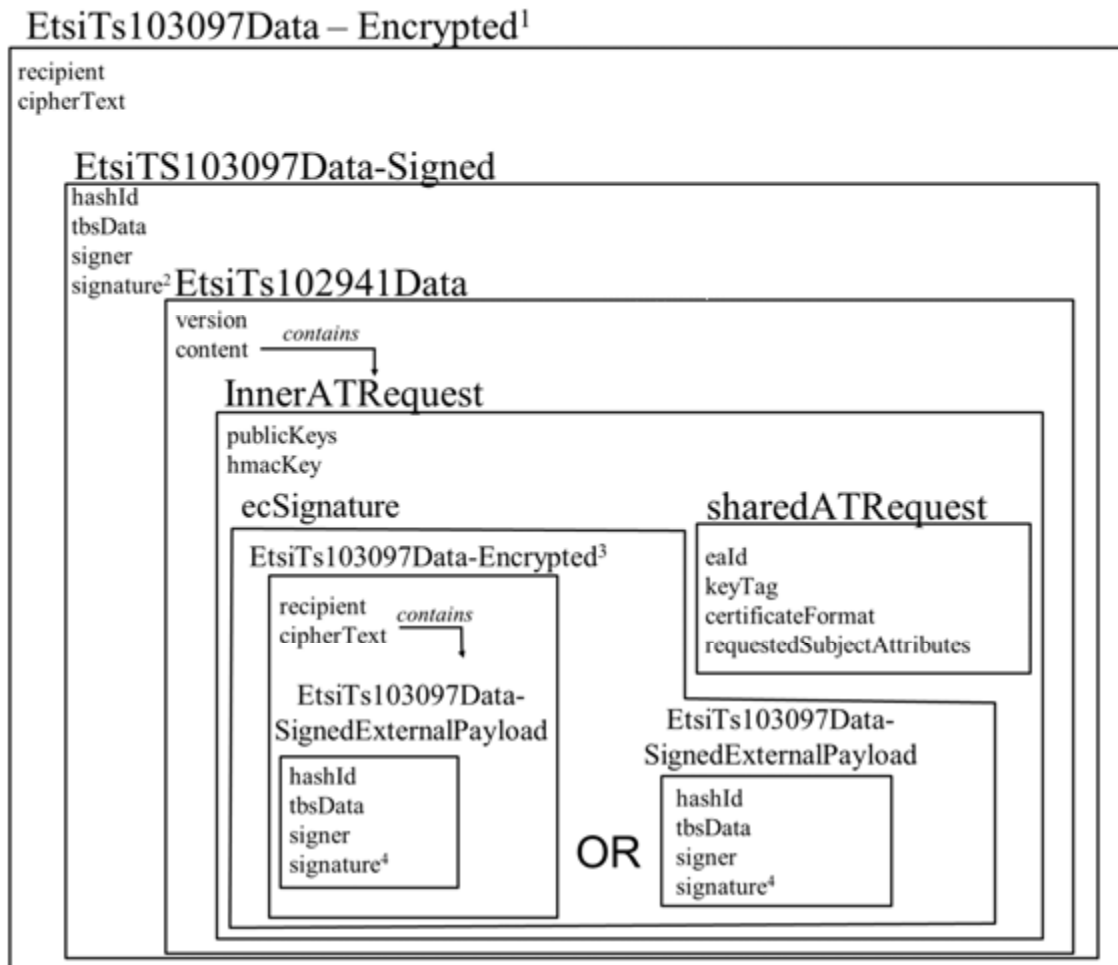 EtsiTs103097Data – Encrypted¹
recipient
cipherText
EtsiTS103097Data-Signed
hashId
tbsData
signer
signature²
EtsiTs102941Data
version
content
contains
InnerATRequest
publicKeys
hmacKey
ecSignature
EtsiTs103097Data-Encrypted³
recipient
cipherText
contains
EtsiTs103097Data-
SignedExternalPayload
hashId
tbsData
signer
signature⁴
OR
EtsiTs103097Data-
SignedExternalPayload
hashId
tbsData
signer
signature⁴
sharedATRequest
eaId
keyTag
certificateFormat
requestedSubjectAttributes